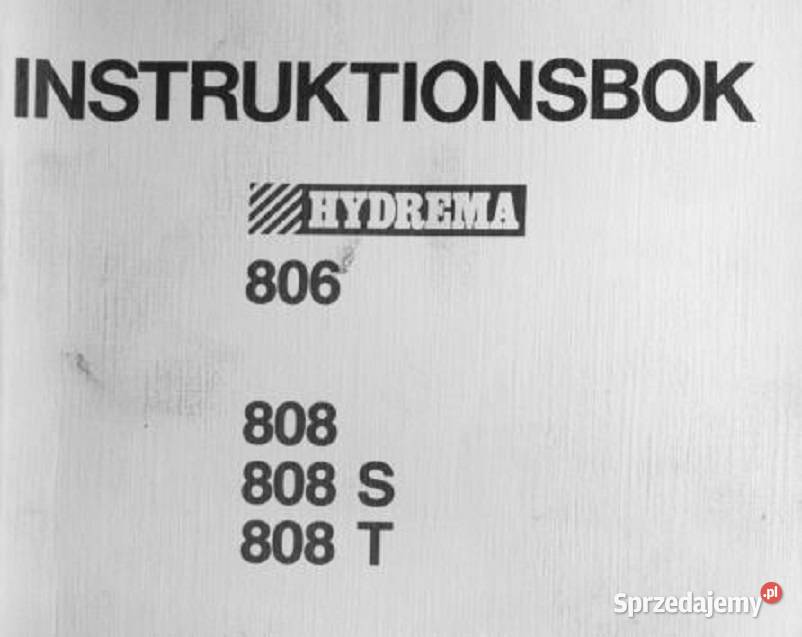 INSTRUKTIONSBOK
HYDREMA
806
808
808 S
808 T
Sprzedajemy.pl